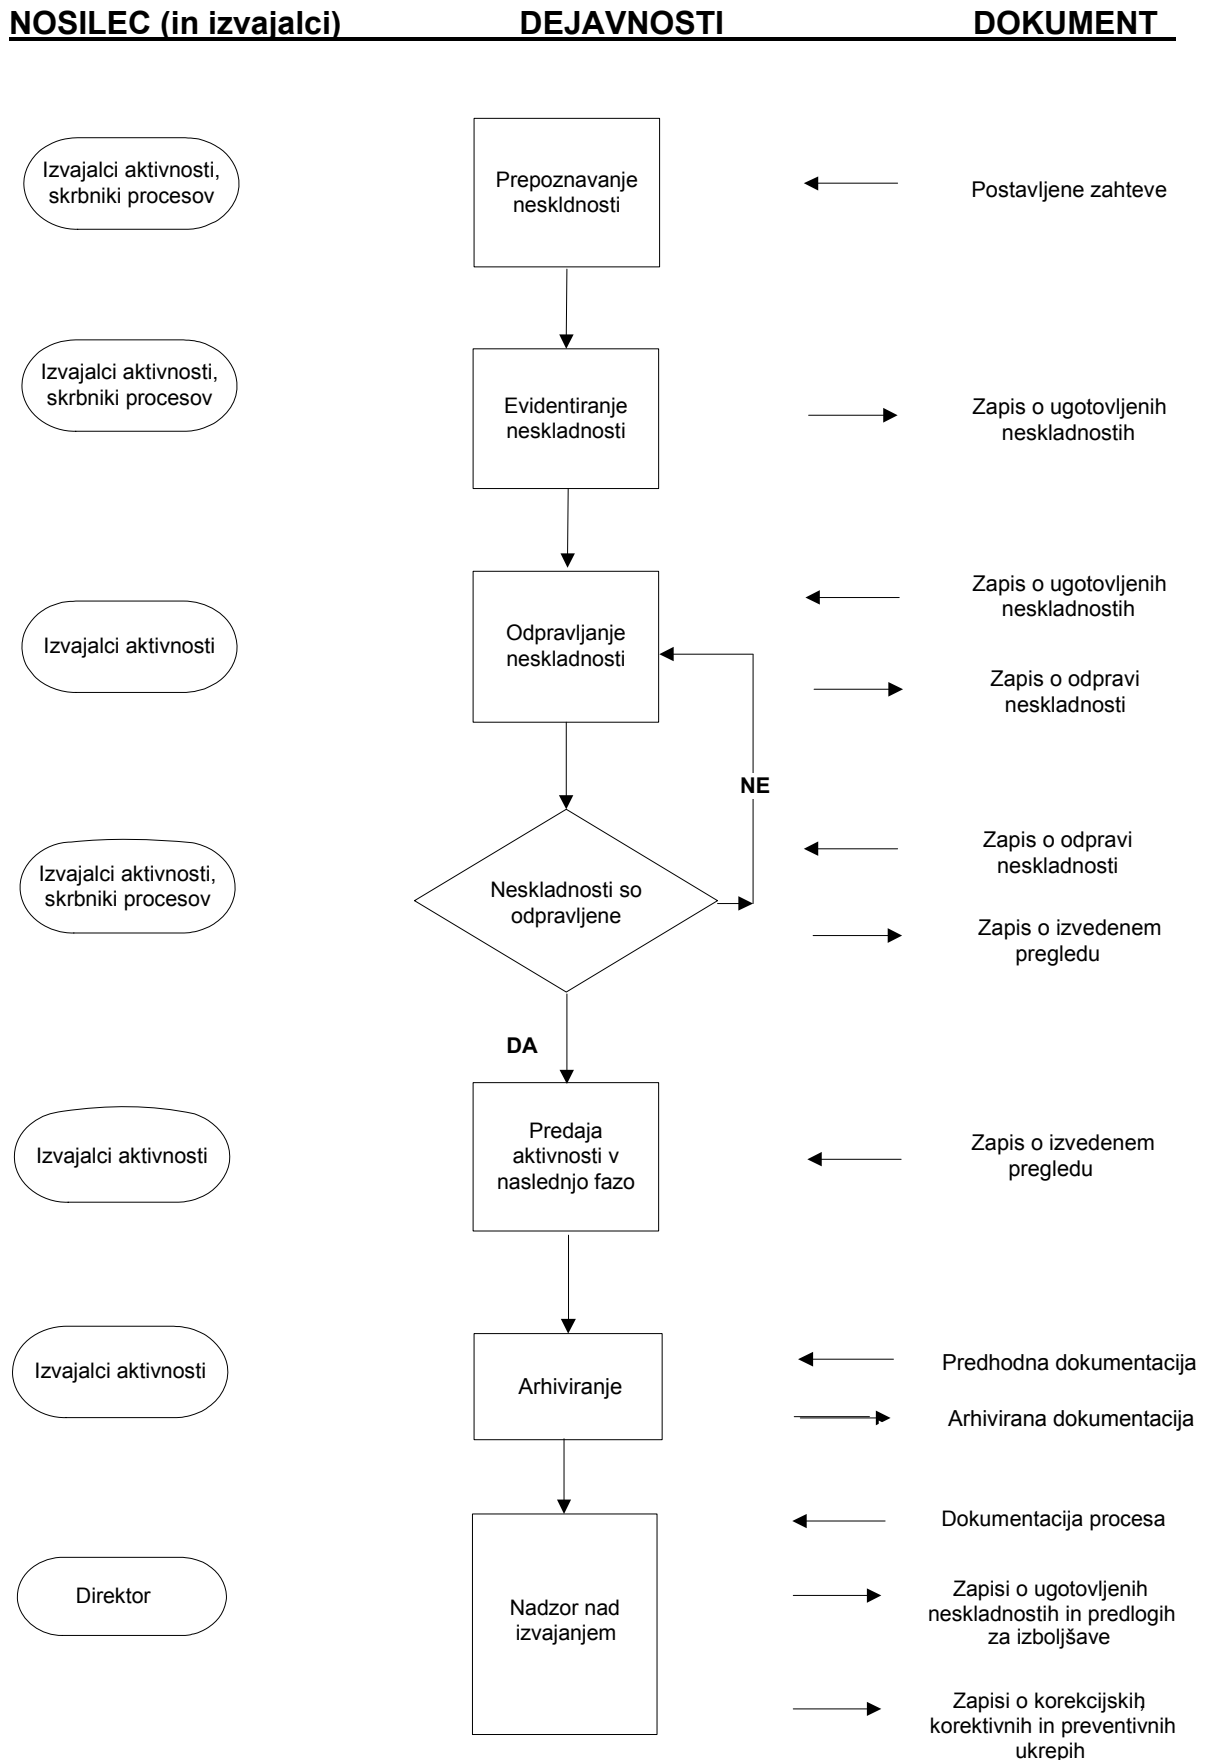 NOSILEC (in izvajalci) DEJAVNOSTI DOKUMENT
Izvajalci aktivnosti,
skrbniki procesov
Prepoznavanje
neskldnosti
Postavljene zahteve
Izvajalci aktivnosti,
skrbniki procesov
Evidentiranje
neskladnosti
Zapis o ugotovljenih
neskladnostih
Izvajalci aktivnosti
Odpravljanje
neskladnosti
Zapis o ugotovljenih
neskladnostih
Zapis o odpravi
neskladnosti
NE
Izvajalci aktivnosti,
skrbniki procesov
Neskladnosti so
odpravljene
Zapis o odpravi
neskladnosti
Zapis o izvedenem
pregledu
DA
Izvajalci aktivnosti
Predaja
aktivnosti v
naslednjo fazo
Zapis o izvedenem
pregledu
Izvajalci aktivnosti
Arhiviranje
Predhodna dokumentacija
Arhivirana dokumentacija
Direktor
Nadzor nad
izvajanjem
Dokumentacija procesa
Zapisi o ugotovljenih
neskladnostih in predlogih
za izboljšave
Zapisi o korekcijskih,
korektivnih in preventivnih
ukrepih